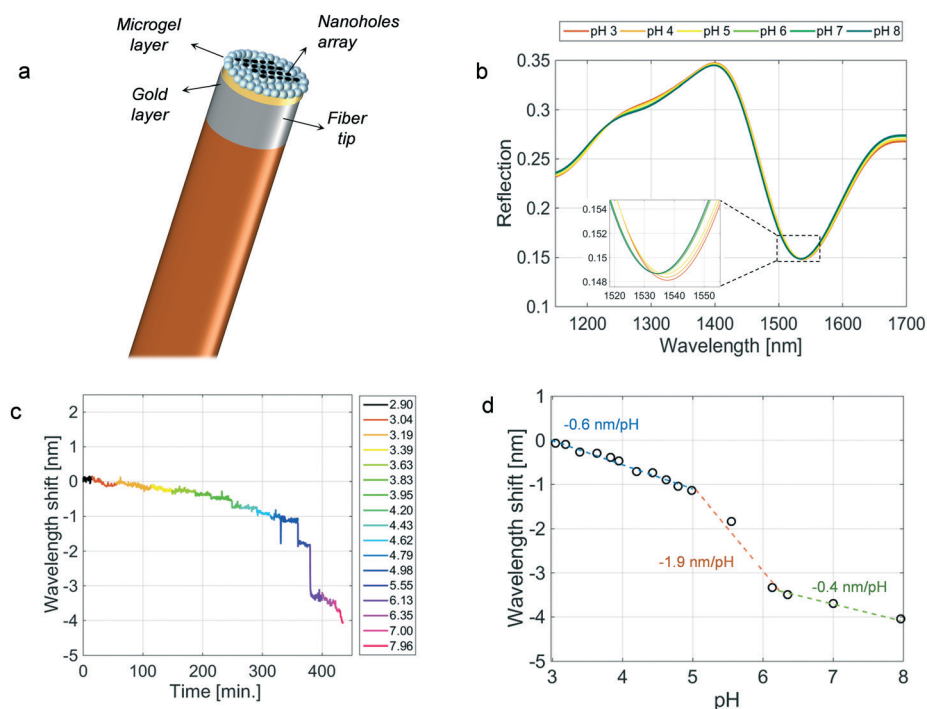 a
Microgel
layer
Nanoholes
array
Gold
layer
Fiber
tip
pH 3 pH 4 pH 5 pH 6 pH 7 pH 8
b
Reflection
0.35
0.3
0.25
0.2
0.15
0.1
0.154
0.152
0.15
0.148
1520 1530 1540 1550
1200 1300 1400 1500 1600 1700
Wavelength [nm]
c
Wavelength shift [nm]
2
1
0
-1
-2
-3
-4
-5
0 100 200 300 400
Time [min.]
2.90
3.04
3.19
3.39
3.63
3.83
3.95
4.20
4.43
4.62
4.79
4.98
5.55
6.13
6.35
7.00
7.96
d
Wavelength shift [nm]
1
0
-1
-2
-3
-4
-5
-0.6 nm/pH
-1.9 nm/pH
-0.4 nm/pH
3 4 5 6 7 8
pH